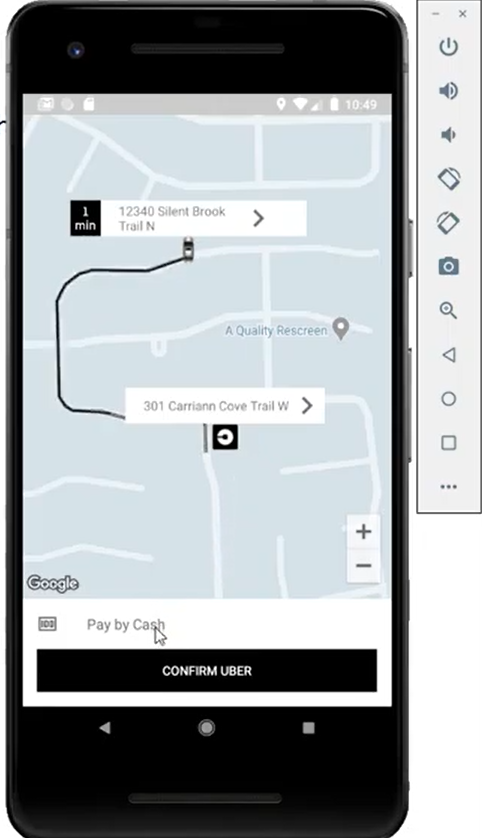 10:49
1
min
12340 Silent Brook
Trail N
A Quality Rescreen
301 Carriann Cove Trail W
+
−
Google
Pay by Cash
CONFIRM UBER